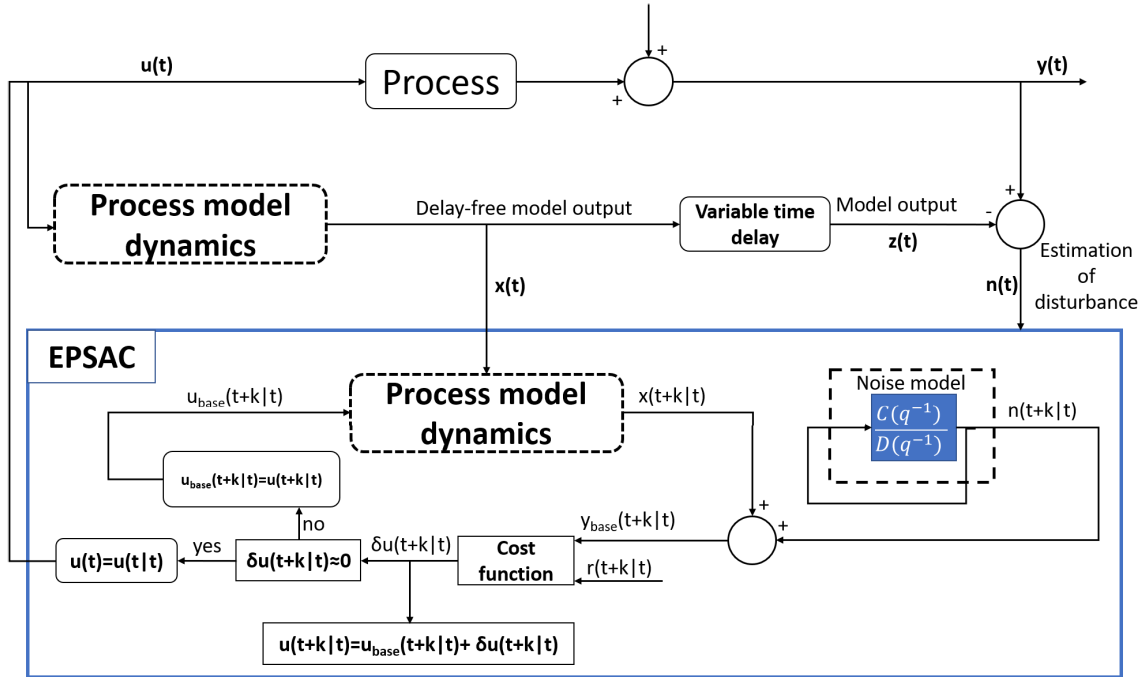 +
u(t)
Process
+
y(t)
+
Process model
dynamics
Delay-free model output
Variable time
delay
Model output
-
z(t)
x(t)
n(t)
Estimation
of
disturbance
EPSAC
u_base(t+k|t)
Process model
dynamics
x(t+k|t)
Noise model
C(q⁻¹)
D(q⁻¹)
n(t+k|t)
u_base(t+k|t)=u(t+k|t)
+
+
no
y_base(t+k|t)
u(t)=u(t|t)
yes
δu(t+k|t)≈0
δu(t+k|t)
Cost
function
r(t+k|t)
u(t+k|t)=u_base(t+k|t)+ δu(t+k|t)